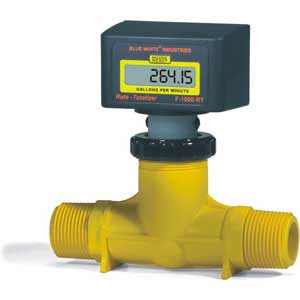 BLUE-WHITE® INDUSTRIES
264.15
GALLONS PER MINUTE
Rate - Totalizer F-1000-RT